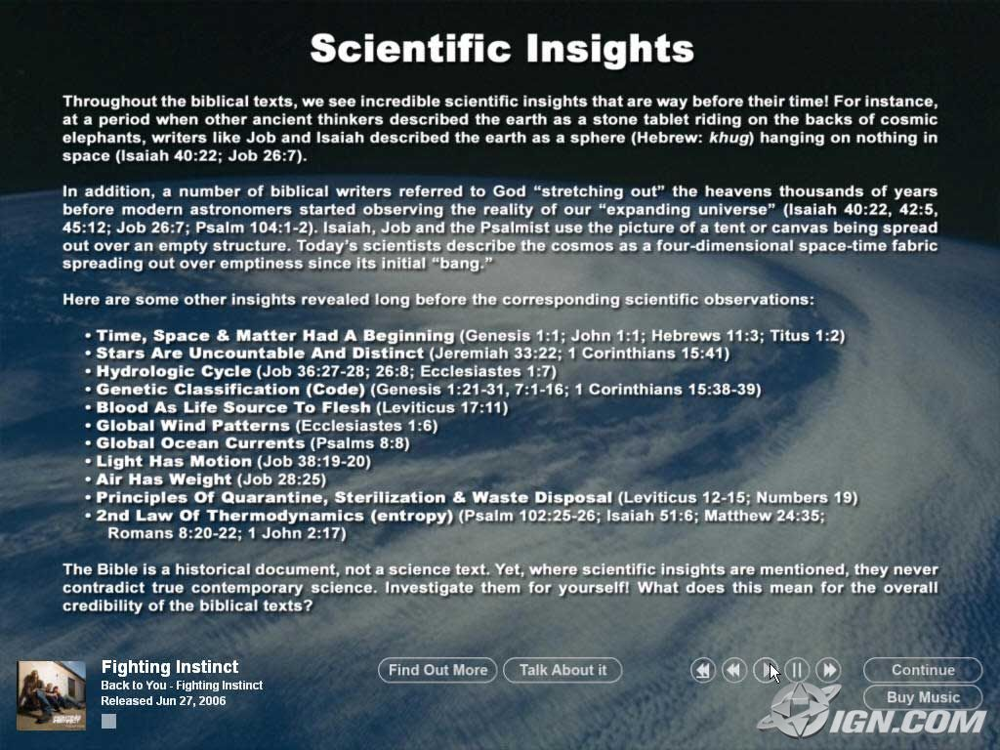 Scientific Insights
Throughout the biblical texts, we see incredible scientific insights that are way before their time! For instance,
at a period when other ancient thinkers described the earth as a stone tablet riding on the backs of cosmic
elephants, writers like Job and Isaiah described the earth as a sphere (Hebrew: khug) hanging on nothing in
space (Isaiah 40:22; Job 26:7).
In addition, a number of biblical writers referred to God “stretching out” the heavens thousands of years
before modern astronomers started observing the reality of our “expanding universe” (Isaiah 40:22, 42:5,
45:12; Job 26:7; Psalm 104:1-2). Isaiah, Job and the Psalmist use the picture of a tent or canvas being spread
out over an empty structure. Today’s scientists describe the cosmos as a four-dimensional space-time fabric
spreading out over emptiness since its initial “bang.”
Here are some other insights revealed long before the corresponding scientific observations:
• Time, Space & Matter Had A Beginning (Genesis 1:1; John 1:1; Hebrews 11:3; Titus 1:2)
• Stars Are Uncountable And Distinct (Jeremiah 33:22; 1 Corinthians 15:41)
• Hydrologic Cycle (Job 36:27-28; 26:8; Ecclesiastes 1:7)
• Genetic Classification (Code) (Genesis 1:21-31, 7:1-16; 1 Corinthians 15:38-39)
• Blood As Life Source To Flesh (Leviticus 17:11)
• Global Wind Patterns (Ecclesiastes 1:6)
• Global Ocean Currents (Psalms 8:8)
• Light Has Motion (Job 38:19-20)
• Air Has Weight (Job 28:25)
• Principles Of Quarantine, Sterilization & Waste Disposal (Leviticus 12-15; Numbers 19)
• 2nd Law Of Thermodynamics (entropy) (Psalm 102:25-26; Isaiah 51:6; Matthew 24:35;
Romans 8:20-22; 1 John 2:17)
The Bible is a historical document, not a science text. Yet, where scientific insights are mentioned, they never
contradict true contemporary science. Investigate them for yourself! What does this mean for the overall
credibility of the biblical texts?
Fighting Instinct
Back to You - Fighting Instinct
Released Jun 27, 2006
Find Out More
Talk About it
Continue
Buy Music
IGN.COM